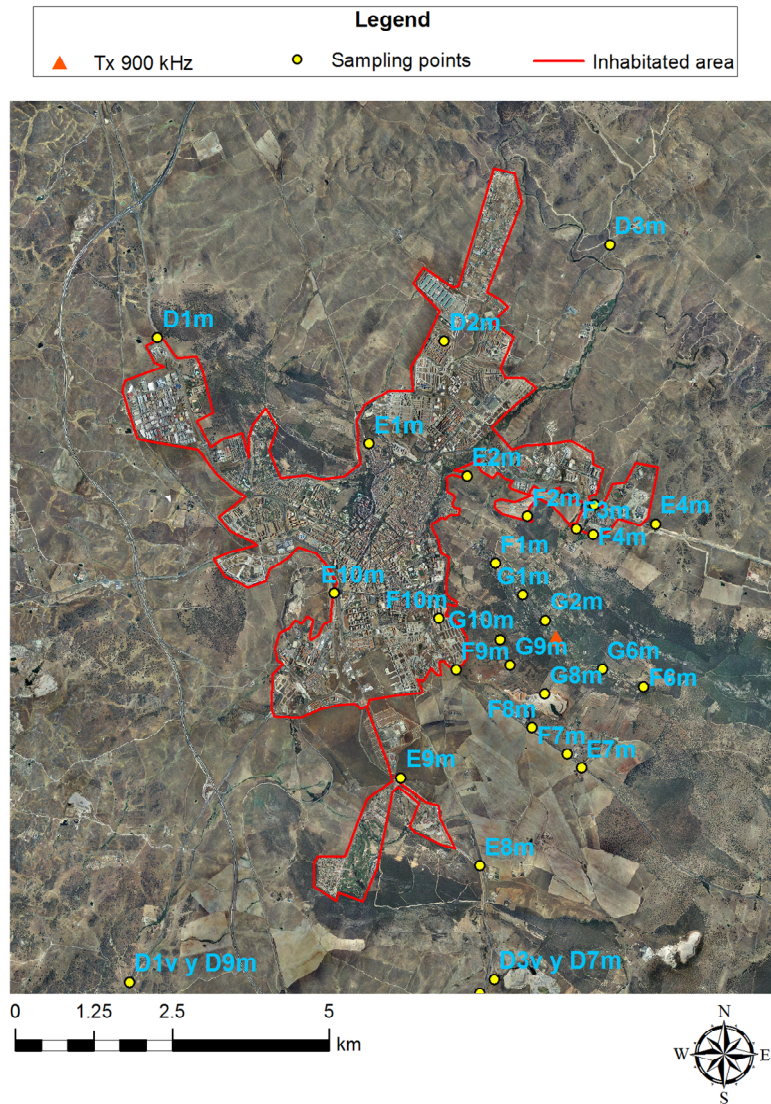 Legend
Tx 900 kHz
Sampling points
Inhabitated area
D3m
D1m
D2m
E1m
E2m
F2m
F3m
E4m
F4m
F1m
G1m
E10m
F10m
G2m
G10m
G9m
F9m
G6m
G8m
F6m
F8m
F7m
E7m
E9m
E8m
D1v y D9m
D3v y D7m
0
1.25
2.5
5
km
N
W
E
S